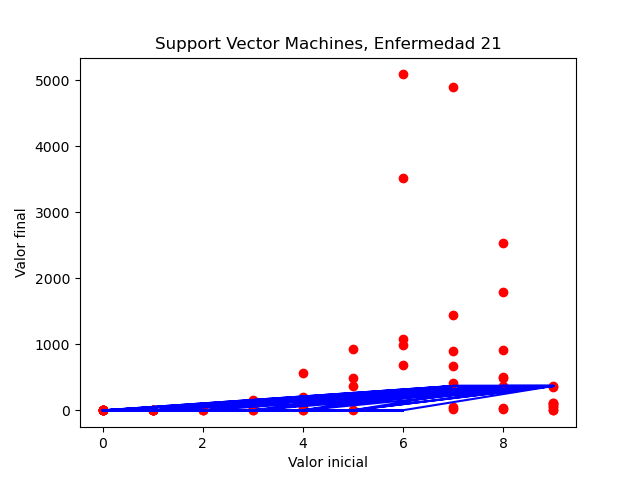 Support Vector Machines, Enfermedad 21
5000
4000
3000
2000
1000
0
Valor final
0 2 4 6 8
Valor inicial